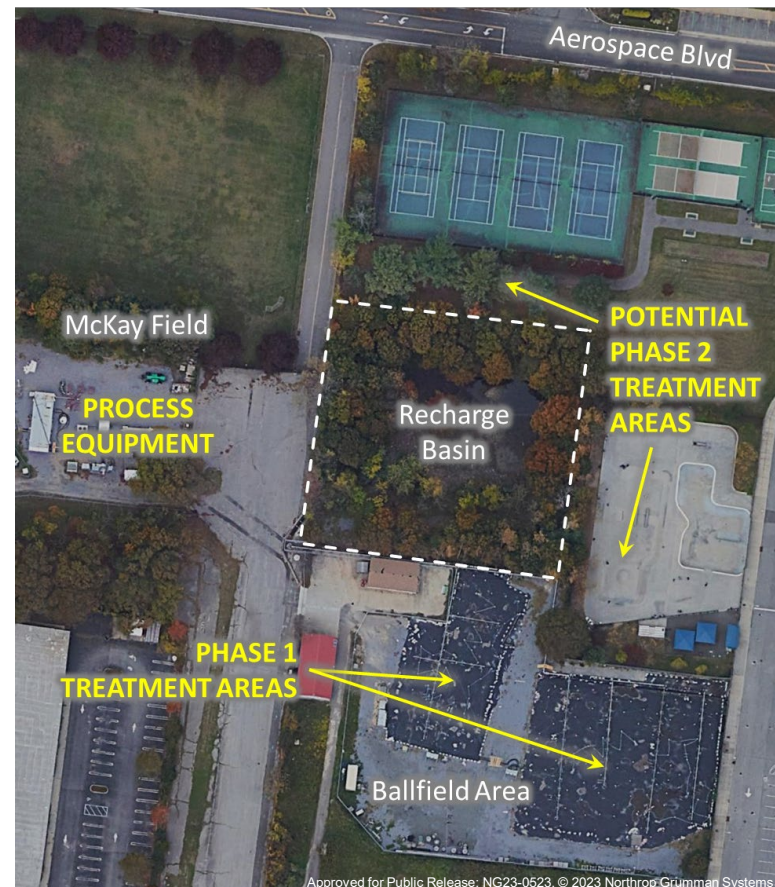 Aerospace Blvd
McKay Field
POTENTIAL
PHASE 2
TREATMENT
AREAS
PROCESS
EQUIPMENT
Recharge
Basin
PHASE 1
TREATMENT AREAS
Ballfield Area
Approved for Public Release: NG23-0523, © 2023 Northrop Grumman Systems